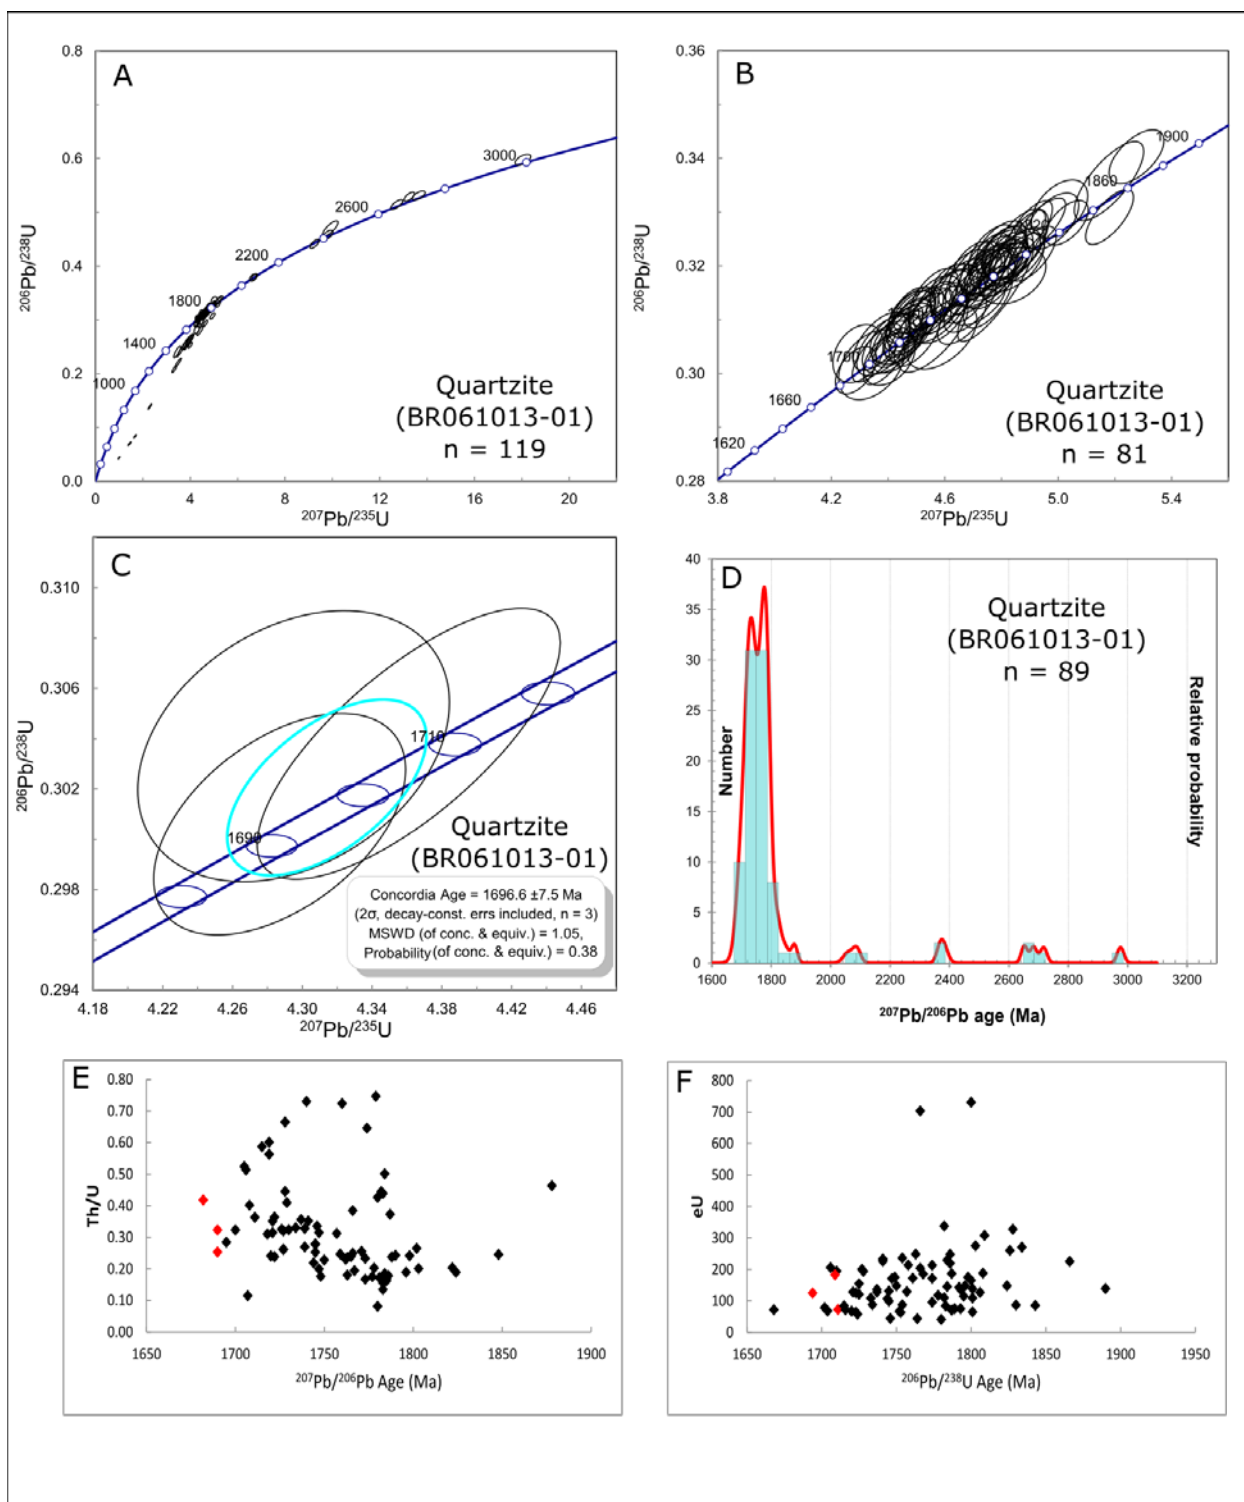 A
0.8
0.6
0.4
0.2
0.0
²⁰⁶Pb/²³⁸U
3000
2600
2200
1800
1400
1000
Quartzite
(BR061013-01)
n = 119
0
4
8
12
16
20
²⁰⁷Pb/²³⁵U
B
0.36
0.34
0.32
0.30
0.28
²⁰⁶Pb/²³⁸U
1900
1860
1700
1660
1620
Quartzite
(BR061013-01)
n = 81
3.8
4.2
4.6
5.0
5.4
²⁰⁷Pb/²³⁵U
C
0.310
0.306
0.302
0.298
0.294
²⁰⁶Pb/²³⁸U
1710
1690
Quartzite
(BR061013-01)
Concordia Age = 1696.6 ±7.5 Ma
(2σ, decay-const. errs included, n = 3)
MSWD (of conc. & equiv.) = 1.05,
Probability (of conc. & equiv.) = 0.38
4.18
4.22
4.26
4.30
4.34
4.38
4.42
4.46
²⁰⁷Pb/²³⁵U
D
40
35
30
25
20
15
10
5
0
Number
Quartzite
(BR061013-01)
n = 89
Relative probability
1600
1800
2000
2200
2400
2600
2800
3000
3200
²⁰⁷Pb/²⁰⁶Pb age (Ma)
E
0.80
0.70
0.60
0.50
0.40
0.30
0.20
0.10
0.00
Th/U
1650
1700
1750
1800
1850
1900
²⁰⁷Pb/²⁰⁶Pb Age (Ma)
F
800
700
600
500
400
300
200
100
0
eU
1650
1700
1750
1800
1850
1900
1950
²⁰⁶Pb/²³⁸U Age (Ma)